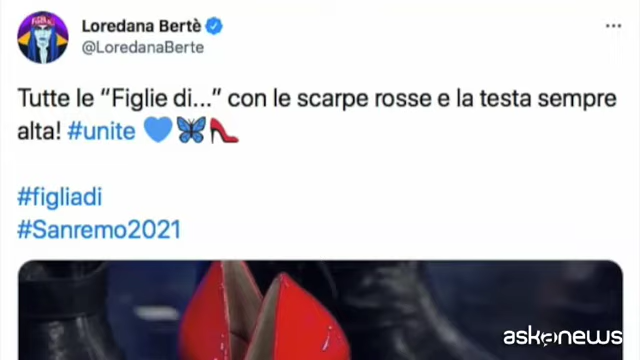 Loredana Bertè
@LoredanaBerte
Tutte le “Figlie di...” con le scarpe rosse e la testa sempre
alta! #unite 💙🦋👠
#figliadi
#Sanremo2021
askanews